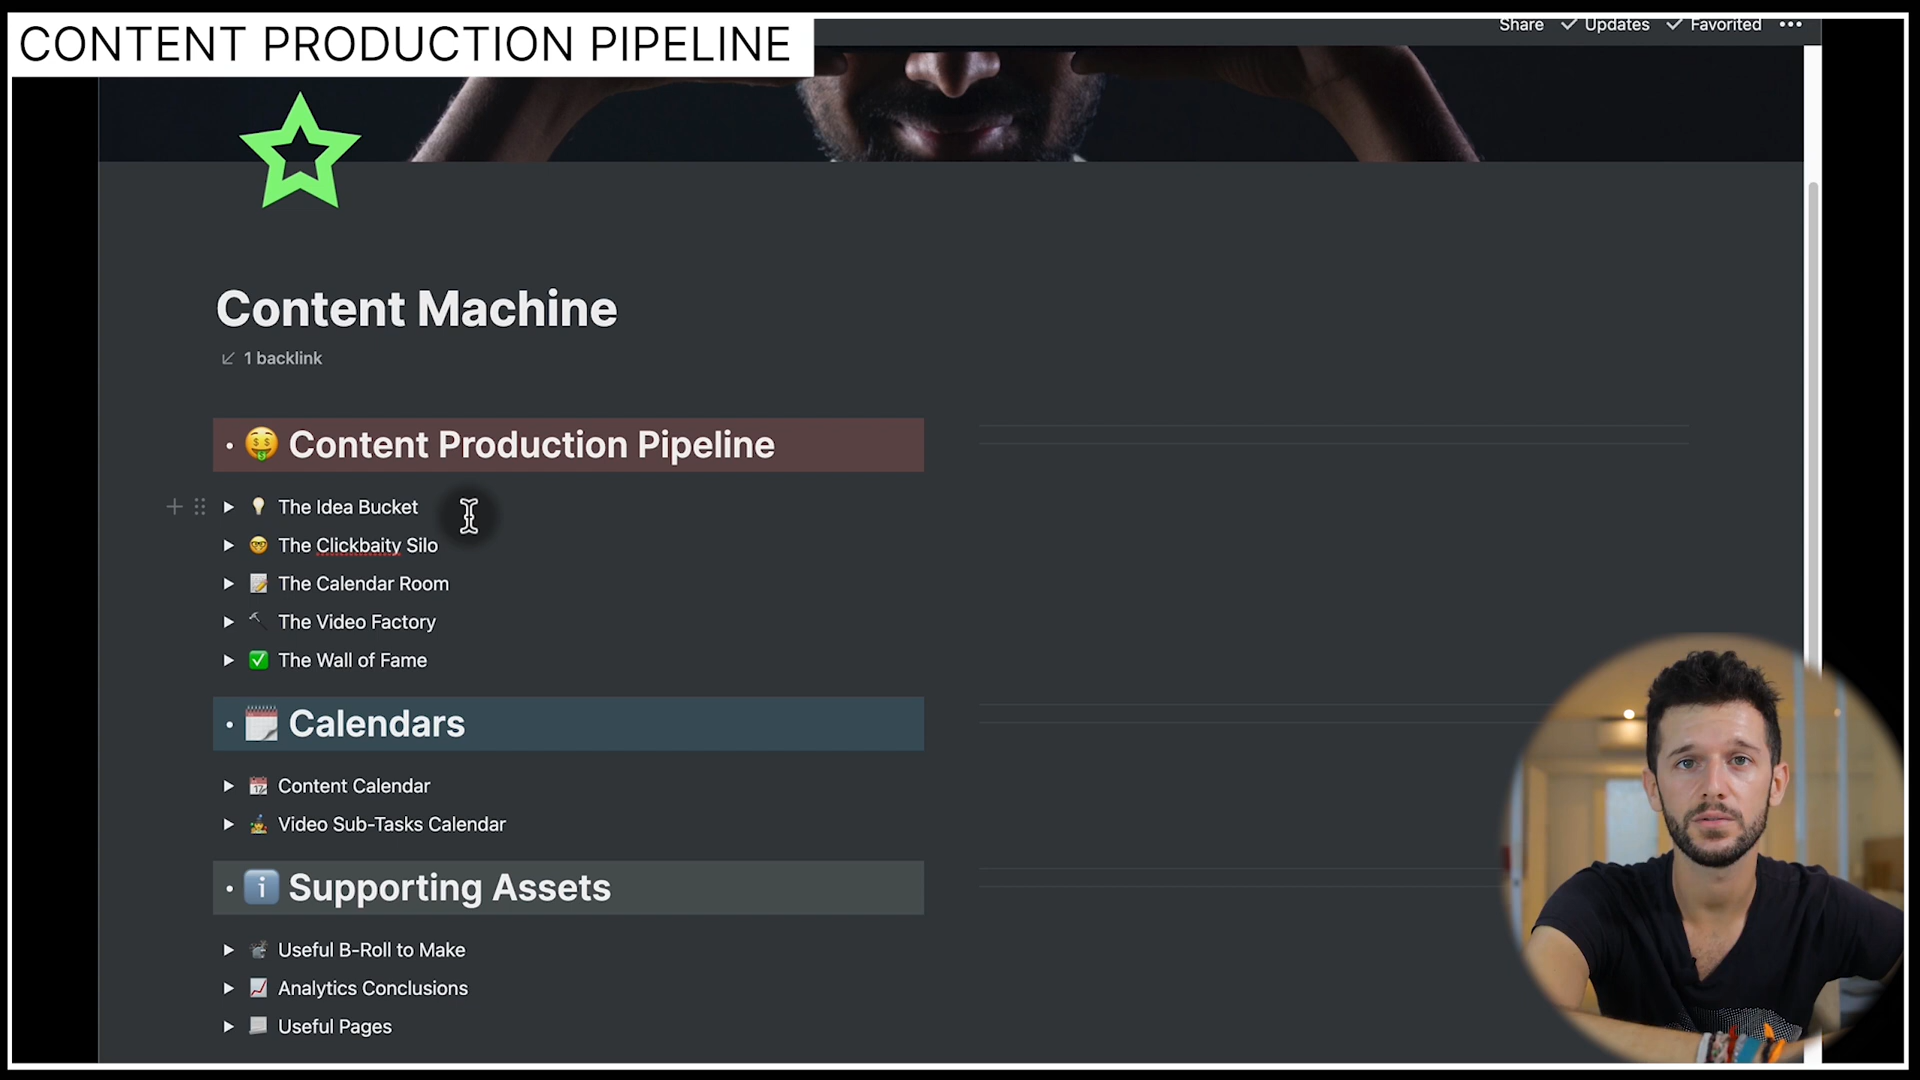 CONTENT PRODUCTION PIPELINE
Share Updates Favorited
Content Machine
1 backlink
Content Production Pipeline
The Idea Bucket
The Clickbaity Silo
The Calendar Room
The Video Factory
The Wall of Fame
Calendars
Content Calendar
Video Sub-Tasks Calendar
Supporting Assets
Useful B-Roll to Make
Analytics Conclusions
Useful Pages